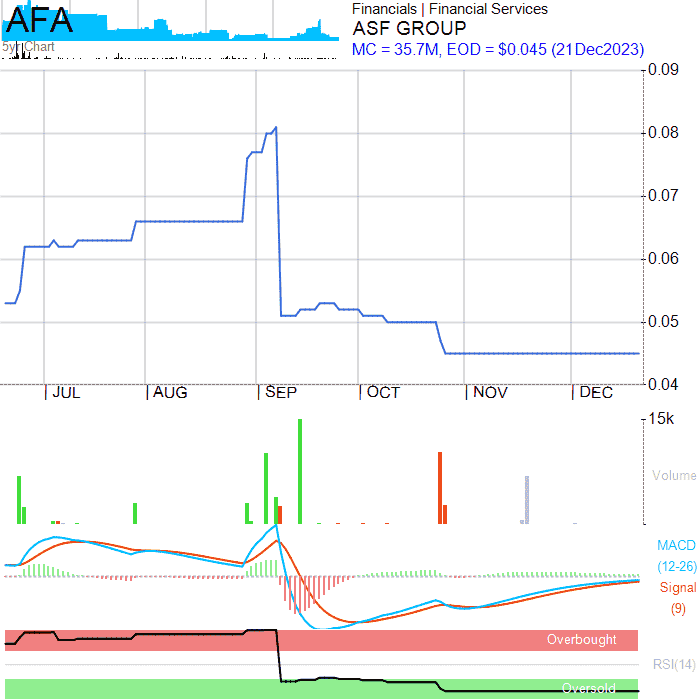 AFA
5yr Chart
Financials | Financial Services
ASF GROUP
MC = 35.7M, EOD = $0.045 (21Dec2023)
0.09
0.08
0.07
0.06
0.05
0.04
JUL AUG SEP OCT NOV DEC
15k
Volume
MACD
(12-26)
Signal
(9)
Overbought
RSI(14)
Oversold